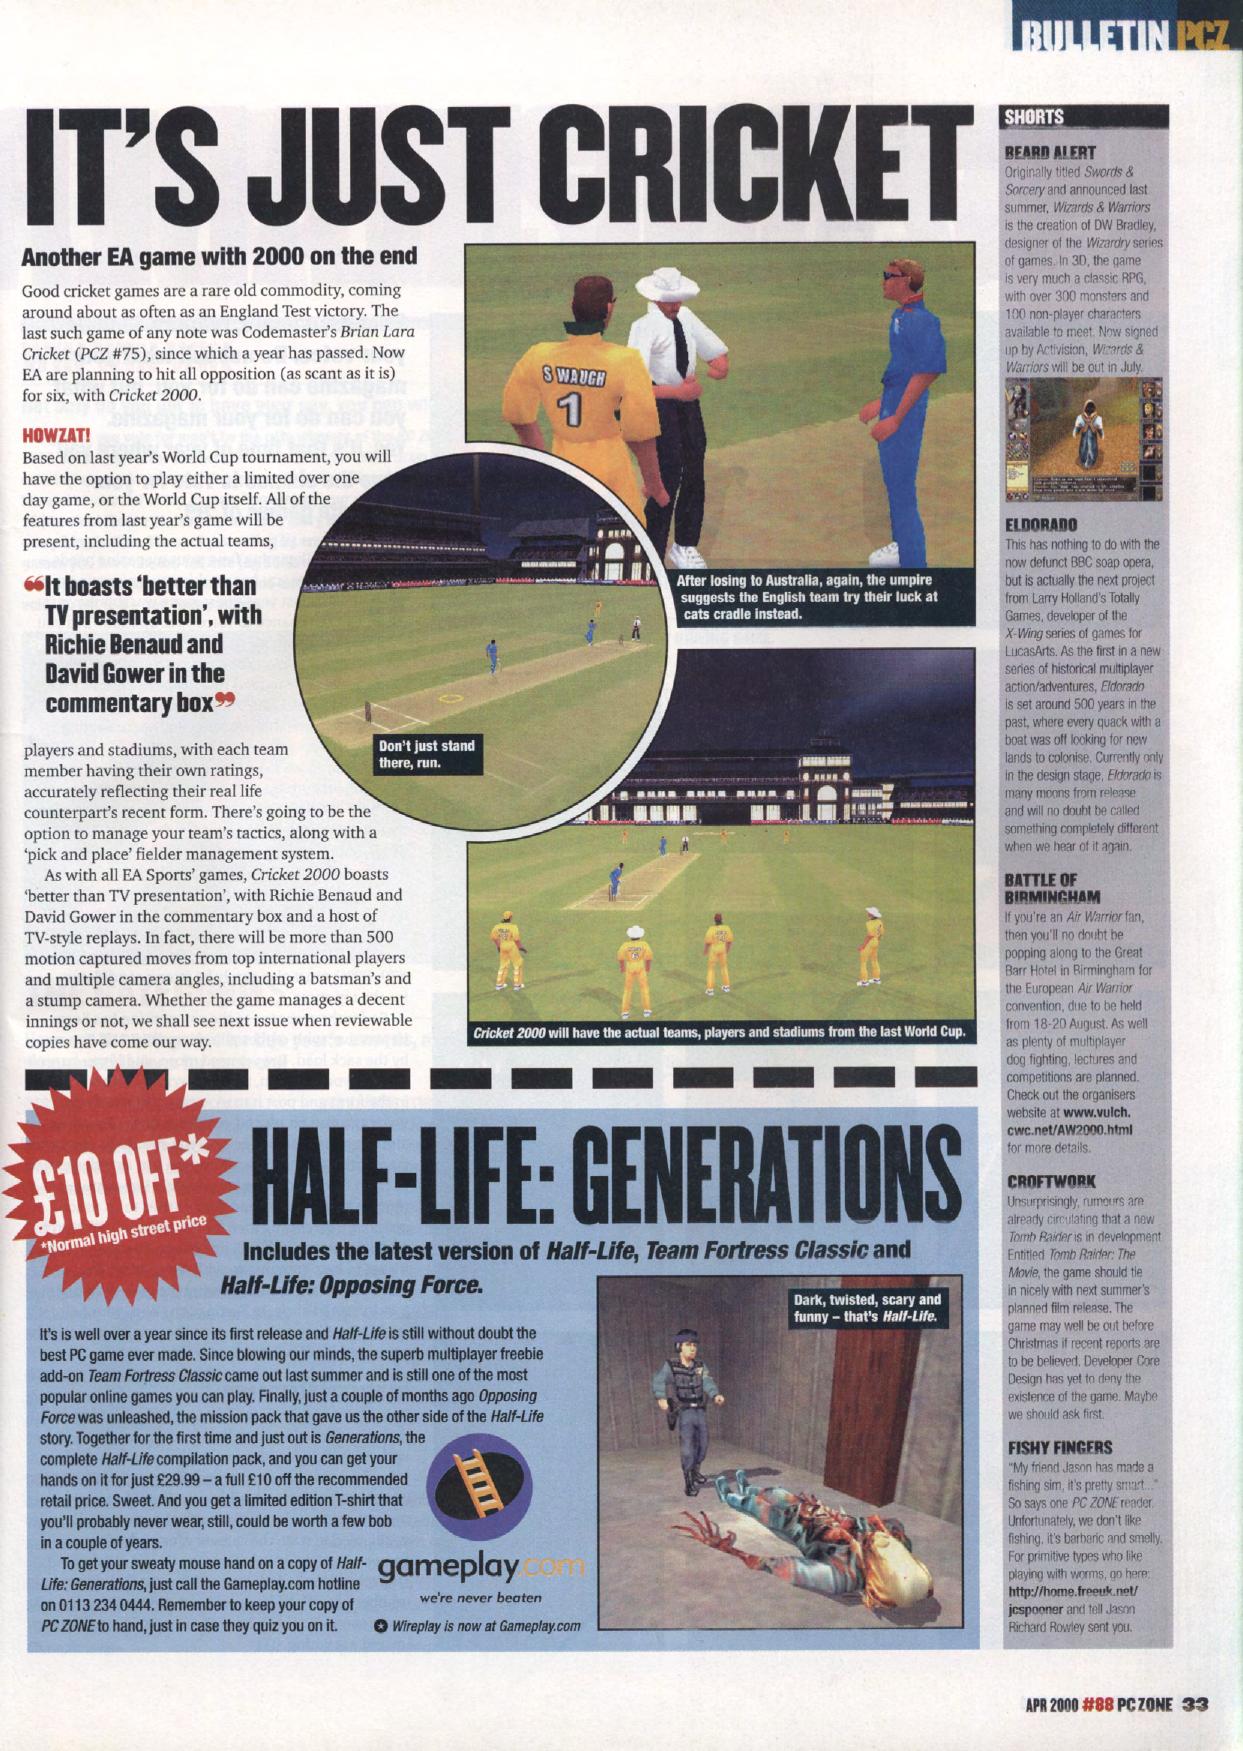 BULLETIN PCZ
IT'S JUST CRICKET
Another EA game with 2000 on the end
Good cricket games are a rare old commodity, coming
around about as often as an England Test victory. The
last such game of any note was Codemaster's Brian Lara
Cricket (PCZ #75), since which a year has passed. Now
EA are planning to hit all opposition (as scant as it is)
for six, with Cricket 2000.
HOWZAT!
Based on last year's World Cup tournament, you will
have the option to play either a limited over one
day game, or the World Cup itself. All of the
features from last year's game will be
present, including the actual teams,
“It boasts ‘better than
TV presentation’, with
Richie Benaud and
David Gower in the
commentary box”
players and stadiums, with each team
member having their own ratings,
accurately reflecting their real life
counterpart's recent form. There's going to be the
option to manage your team's tactics, along with a
‘pick and place’ fielder management system.
As with all EA Sports' games, Cricket 2000 boasts
‘better than TV presentation’, with Richie Benaud and
David Gower in the commentary box and a host of
TV-style replays. In fact, there will be more than 500
motion captured moves from top international players
and multiple camera angles, including a batsman's and
a stump camera. Whether the game manages a decent
innings or not, we shall see next issue when reviewable
copies have come our way.
S WAUGH
1
After losing to Australia, again, the umpire
suggests the English team try their luck at
cats cradle instead.
Don't just stand
there, run.
Cricket 2000 will have the actual teams, players and stadiums from the last World Cup.
£10 OFF*
*Normal high street price
HALF-LIFE: GENERATIONS
Includes the latest version of Half-Life, Team Fortress Classic and
Half-Life: Opposing Force.
It's is well over a year since its first release and Half-Life is still without doubt the
best PC game ever made. Since blowing our minds, the superb multiplayer freebie
add-on Team Fortress Classic came out last summer and is still one of the most
popular online games you can play. Finally, just a couple of months ago Opposing
Force was unleashed, the mission pack that gave us the other side of the Half-Life
story. Together for the first time and just out is Generations, the
complete Half-Life compilation pack, and you can get your
hands on it for just £29.99 – a full £10 off the recommended
retail price. Sweet. And you get a limited edition T-shirt that
you'll probably never wear, still, could be worth a few bob
in a couple of years.
To get your sweaty mouse hand on a copy of Half-
Life: Generations, just call the Gameplay.com hotline
on 0113 234 0444. Remember to keep your copy of
PC ZONE to hand, just in case they quiz you on it.
gameplay.com
we're never beaten
Wireplay is now at Gameplay.com
Dark, twisted, scary and
funny – that's Half-Life.
SHORTS
BEARD ALERT
Originally titled Swords &
Sorcery and announced last
summer, Wizards & Warriors
is the creation of DW Bradley,
designer of the Wizardry series
of games. In 3D, the game
is very much a classic RPG,
with over 300 monsters and
100 non-player characters
available to meet. Now signed
up by Activision, Wizards &
Warriors will be out in July.
ELDORADO
This has nothing to do with the
now defunct BBC soap opera,
but is actually the next project
from Larry Holland's Totally
Games, developer of the
X-Wing series of games for
LucasArts. As the first in a new
series of historical multiplayer
action/adventures, Eldorado
is set around 500 years in the
past, where every quack with a
boat was off looking for new
lands to colonise. Currently only
in the design stage, Eldorado is
many moons from release
and will no doubt be called
something completely different
when we hear of it again.
BATTLE OF
BIRMINGHAM
If you're an Air Warrior fan,
then you'll no doubt be
popping along to the Great
Barr Hotel in Birmingham for
the European Air Warrior
convention, due to be held
from 18-20 August. As well
as plenty of multiplayer
dog fighting, lectures and
competitions are planned.
Check out the organisers
website at www.vulch.
cwc.net/AW2000.html
for more details.
CROFTWORK
Unsurprisingly, rumours are
already circulating that a new
Tomb Raider is in development
Entitled Tomb Raider: The
Movie, the game should tie
in nicely with next summer's
planned film release. The
game may well be out before
Christmas if recent reports are
to be believed. Developer Core
Design has yet to deny the
existence of the game. Maybe
we should ask first.
FISHY FINGERS
“My friend Jason has made a
fishing sim, it's pretty smart...”
So says one PC ZONE reader.
Unfortunately, we don't like
fishing, it's barbaric and smelly.
For primitive types who like
playing with worms, go here:
http://home.freeuk.net/
jcspooner and tell Jason
Richard Rowley sent you.
APR 2000 #88 PC ZONE 33